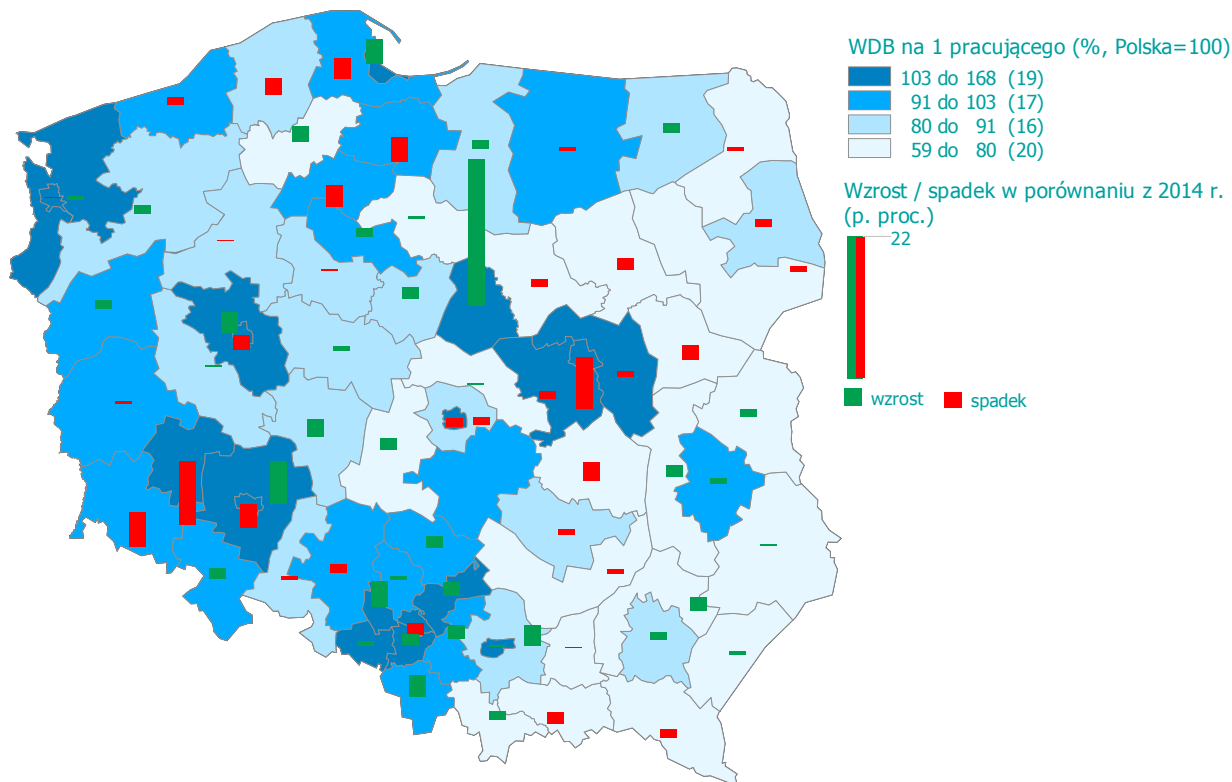 WDB na 1 pracującego (%, Polska=100)
103 do 168 (19)
91 do 103 (17)
80 do 91 (16)
59 do 80 (20)
Wzrost / spadek w porównaniu z 2014 r.
(p. proc.)
22
wzrost spadek